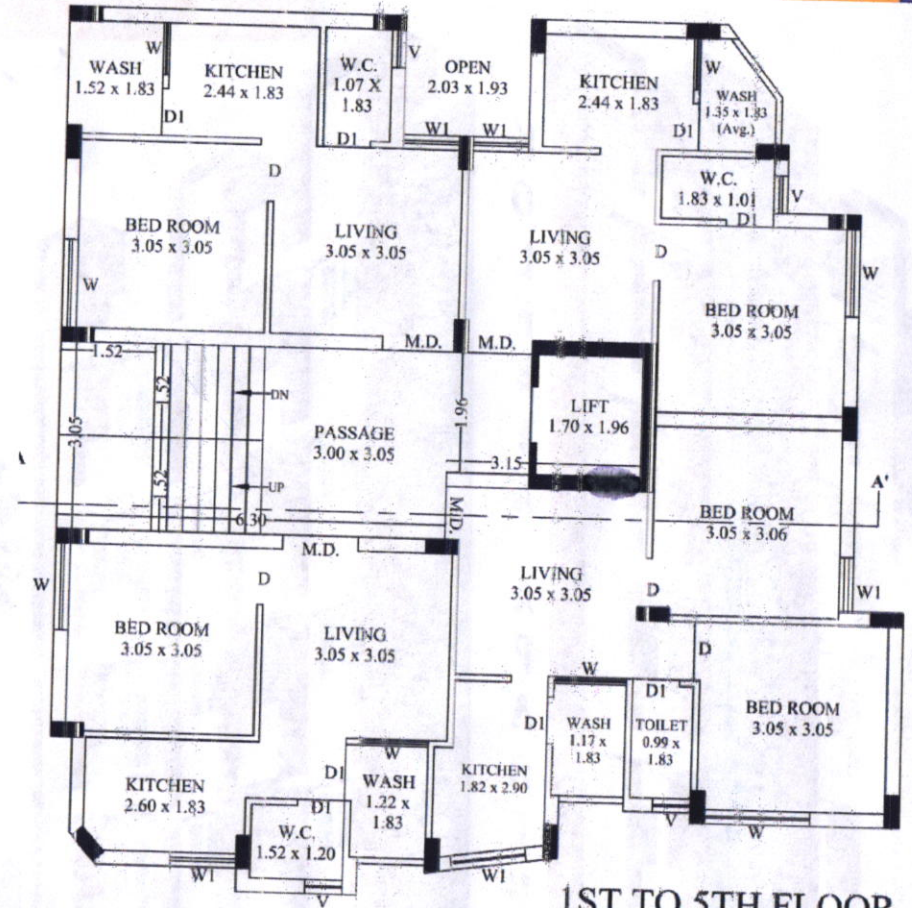 WASH
1.52 x 1.83
W
KITCHEN
2.44 x 1.83
W.C.
1.07 X
1.83
V
OPEN
2.03 x 1.93
KITCHEN
2.44 x 1.83
W
WASH
1.35 x 1.83
(Avg.)
D1
D1
W1
W1
D1
D
W.C.
1.83 x 1.01
D1
V
BED ROOM
3.05 x 3.05
LIVING
3.05 x 3.05
LIVING
3.05 x 3.05
D
W
W
BED ROOM
3.05 x 3.05
M.D.
M.D.
1.52
1.52
DN
3.05
PASSAGE
3.00 x 3.05
1.96
LIFT
1.70 x 1.96
3.15
1.52
UP
6.30
M.D.
A'
BED ROOM
3.05 x 3.06
M.D.
W
D
LIVING
3.05 x 3.05
D
W1
BED ROOM
3.05 x 3.05
LIVING
3.05 x 3.05
D
W
D1
D1
WASH
1.17 x
1.83
TOILET
0.99 x
1.83
BED ROOM
3.05 x 3.05
W
D1
KITCHEN
2.60 x 1.83
WASH
1.22 x
1.83
KITCHEN
1.82 x 2.90
D1
W.C.
1.52 x 1.20
V
W
W1
W1
V
1ST TO 5TH FLOOR